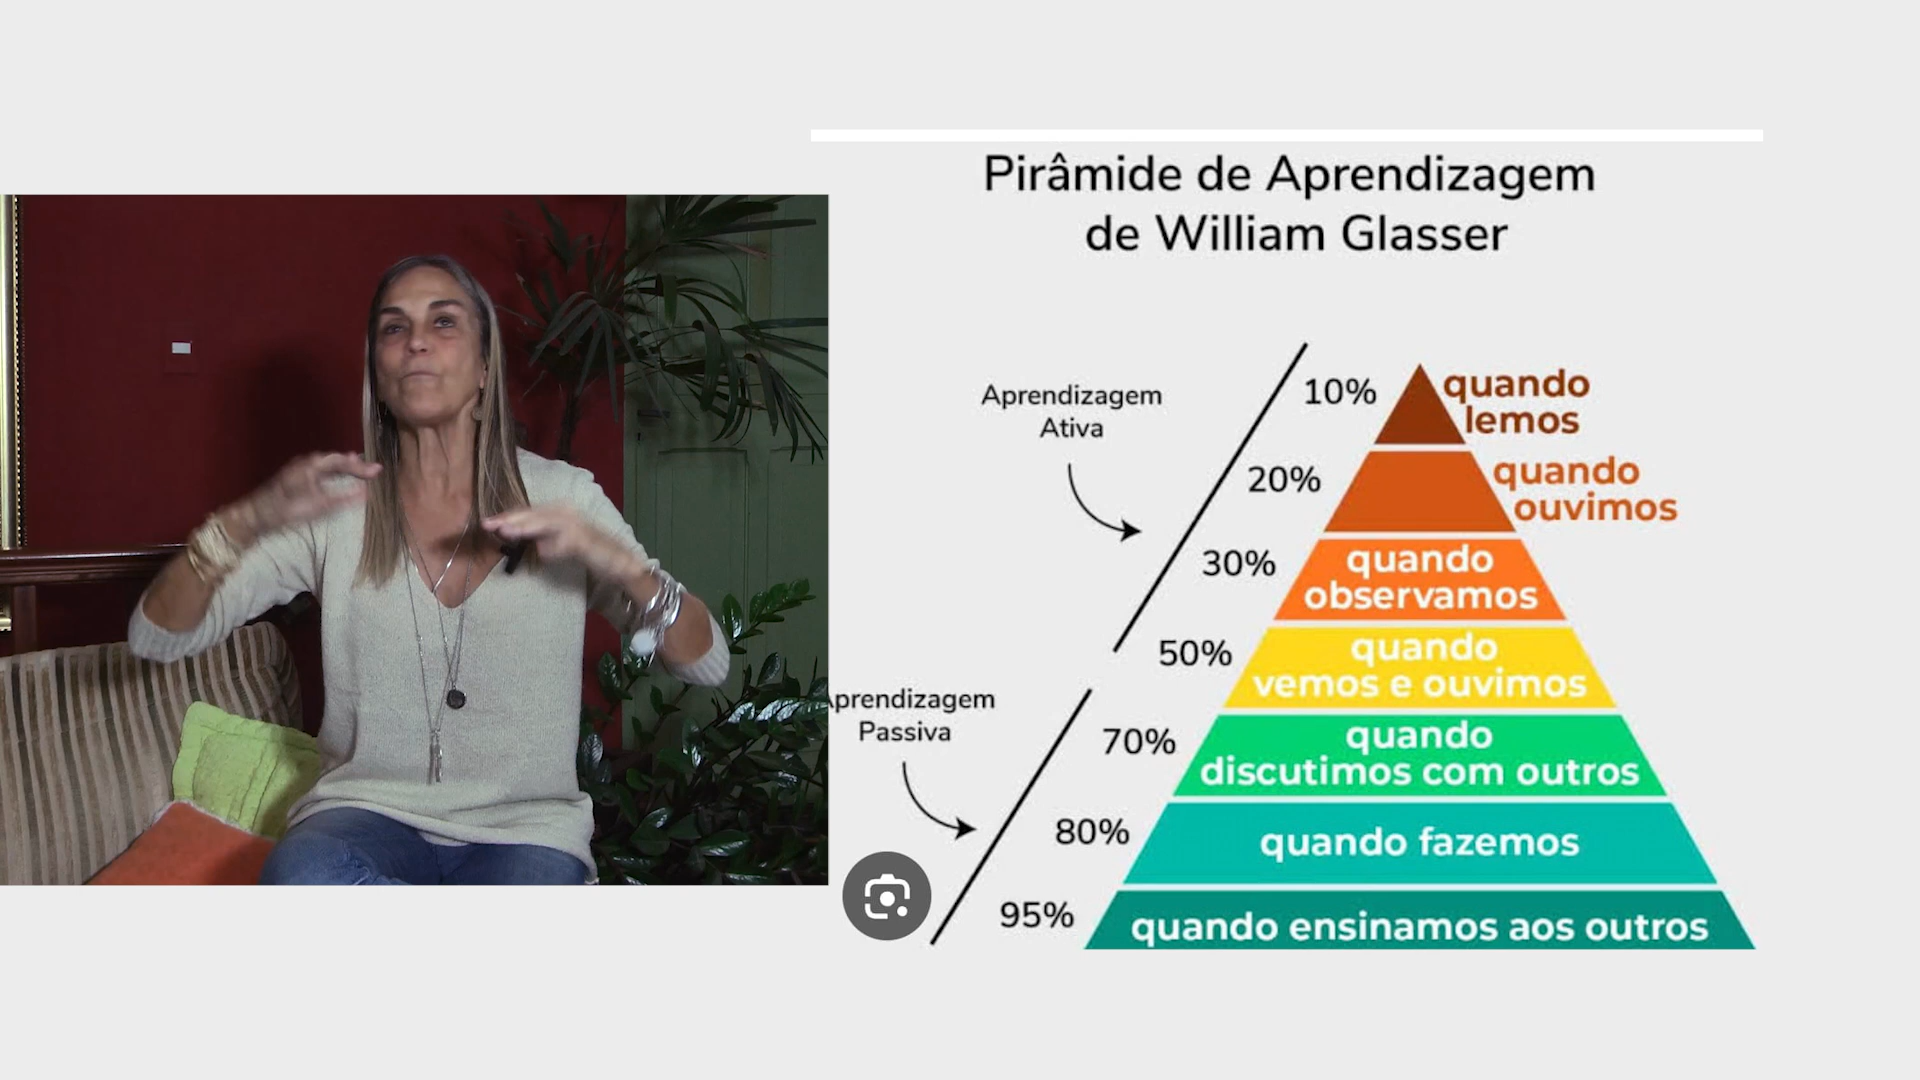 Pirâmide de Aprendizagem
de William Glasser
Aprendizagem
Ativa
10%
quando
lemos
20%
quando
ouvimos
30%
quando
observamos
50%
quando
vemos e ouvimos
Aprendizagem
Passiva
70%
quando
discutimos com outros
80%
quando fazemos
95%
quando ensinamos aos outros